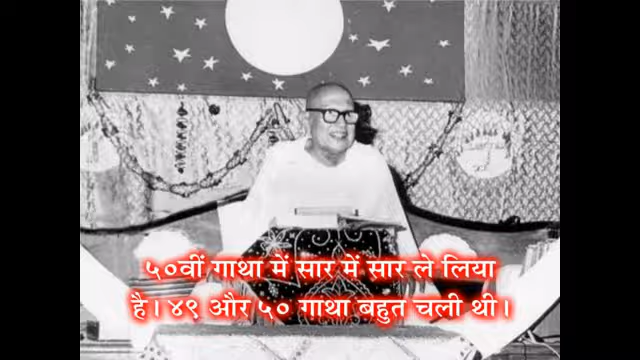 ५०वीं गाथा में सार में सार ले लिया
है। ४९ और ५० गाथा बहुत चली थी।